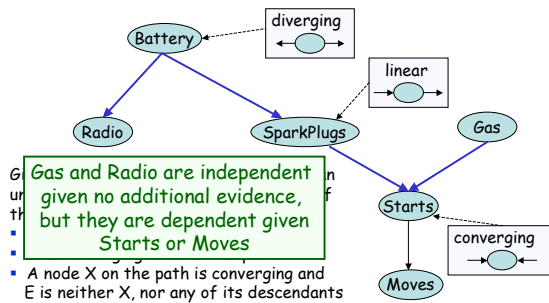 diverging
Battery
linear
Radio
SparkPlugs
Gas
Gas and Radio are independent
given no additional evidence,
but they are dependent given
Starts or Moves
Starts
converging
A node X on the path is converging and
E is neither X, nor any of its descendants
Moves